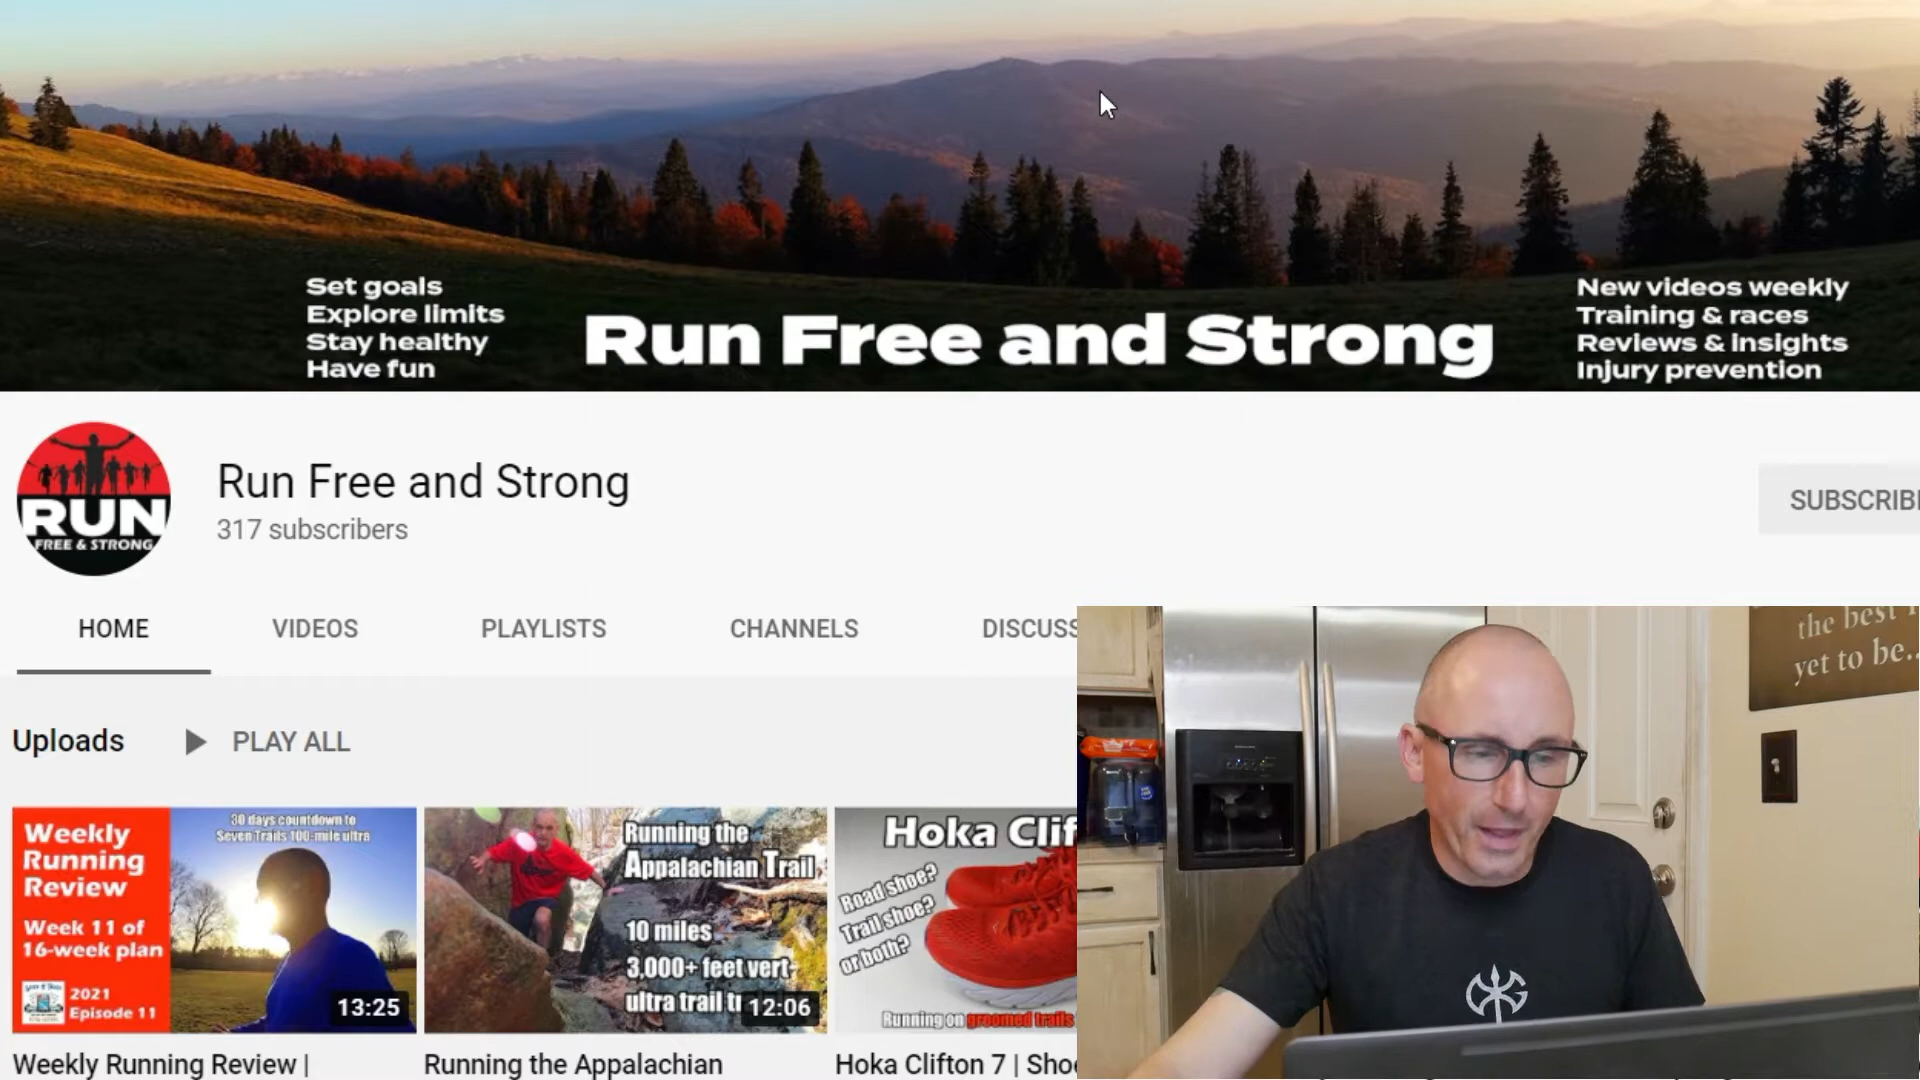 Set goals
Explore limits
Stay healthy
Have fun
Run Free and Strong
New videos weekly
Training & races
Reviews & insights
Injury prevention
RUN
FREE & STRONG
Run Free and Strong
317 subscribers
SUBSCRIB
HOME
VIDEOS
PLAYLISTS
CHANNELS
DISCUSS
the best
yet to be..
Uploads
PLAY ALL
Weekly
Running
Review
Week 11 of
16-week plan
2021
Episode 11
30 days countdown to
Seven Trails 100-mile ultra
13:25
Running the
Appalachian Trail
10 miles
3,000+ feet vert
ultra trail
12:06
Hoka Clif
Road shoe?
Trail shoe?
or both?
Running on groomed trails
Weekly Running Review |
Running the Appalachian
Hoka Clifton 7 | Sho